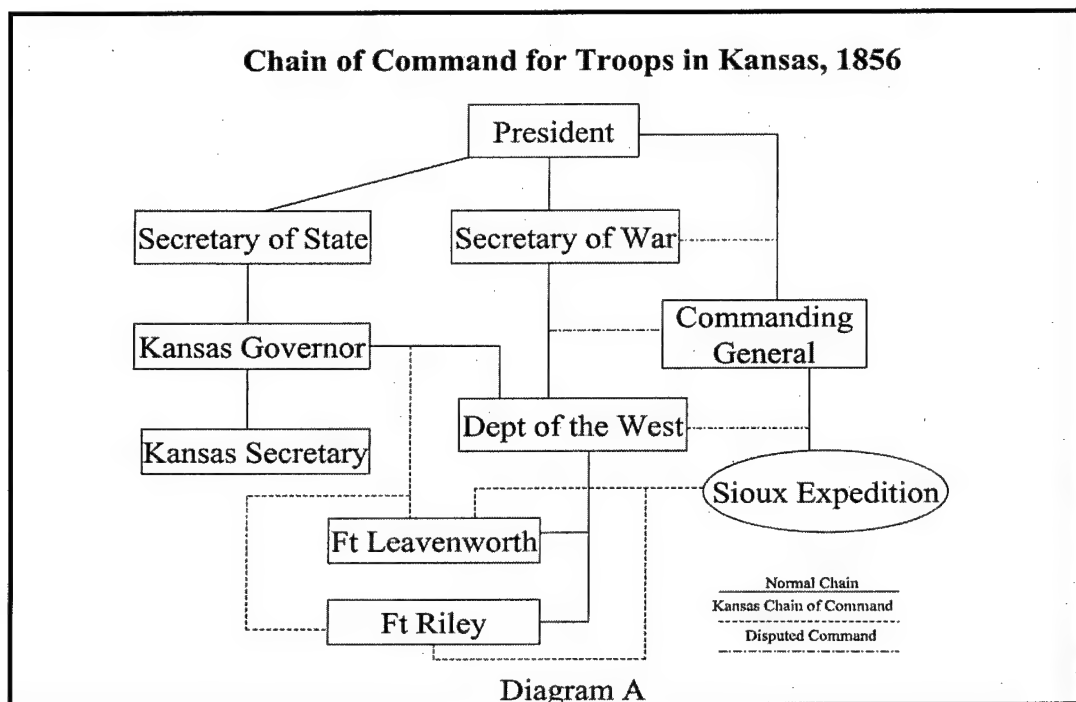 Chain of Command for Troops in Kansas, 1856
President
Secretary of State
Secretary of War
Commanding
General
Kansas Governor
Dept of the West
Kansas Secretary
Sioux Expedition
Ft Leavenworth
Ft Riley
Normal Chain
Kansas Chain of Command
Disputed Command
Diagram A